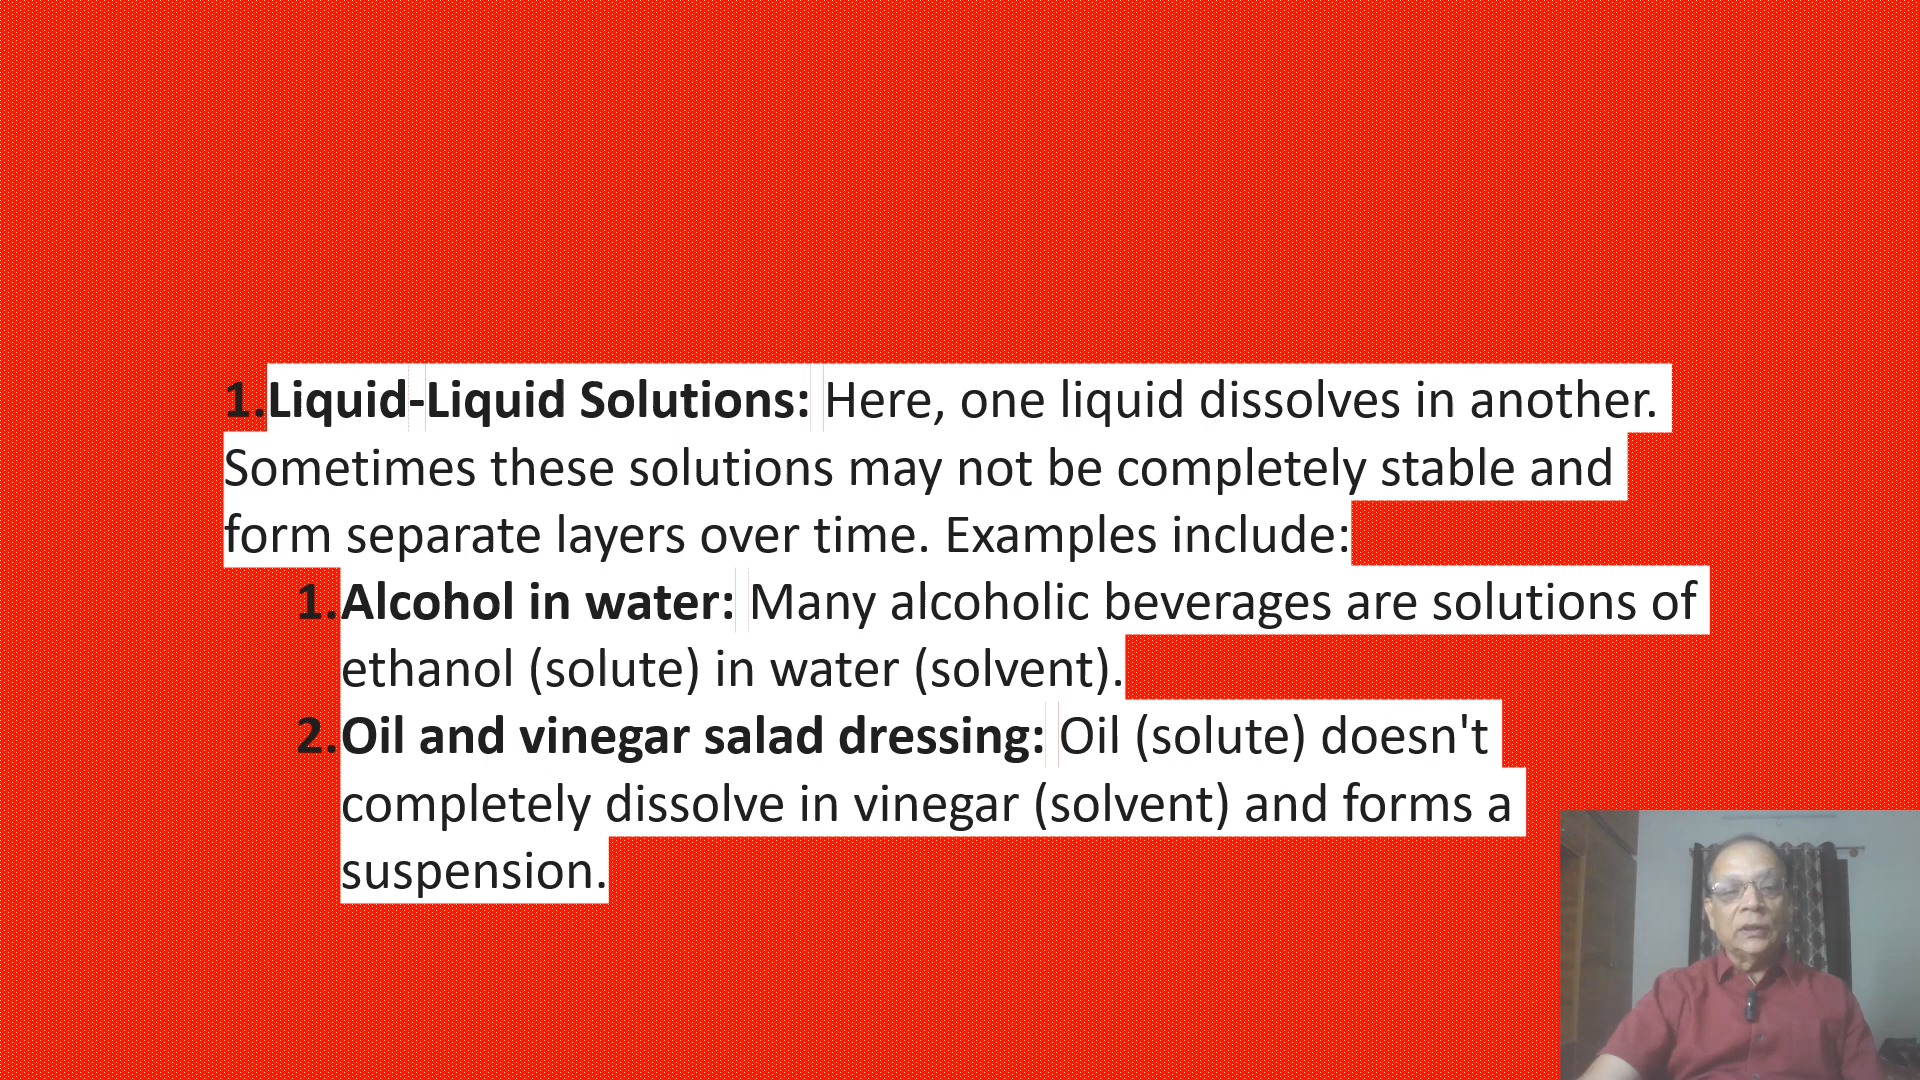 1.Liquid-Liquid Solutions: Here, one liquid dissolves in another.
Sometimes these solutions may not be completely stable and
form separate layers over time. Examples include:
1.Alcohol in water: Many alcoholic beverages are solutions of
ethanol (solute) in water (solvent).
2.Oil and vinegar salad dressing: Oil (solute) doesn't
completely dissolve in vinegar (solvent) and forms a
suspension.